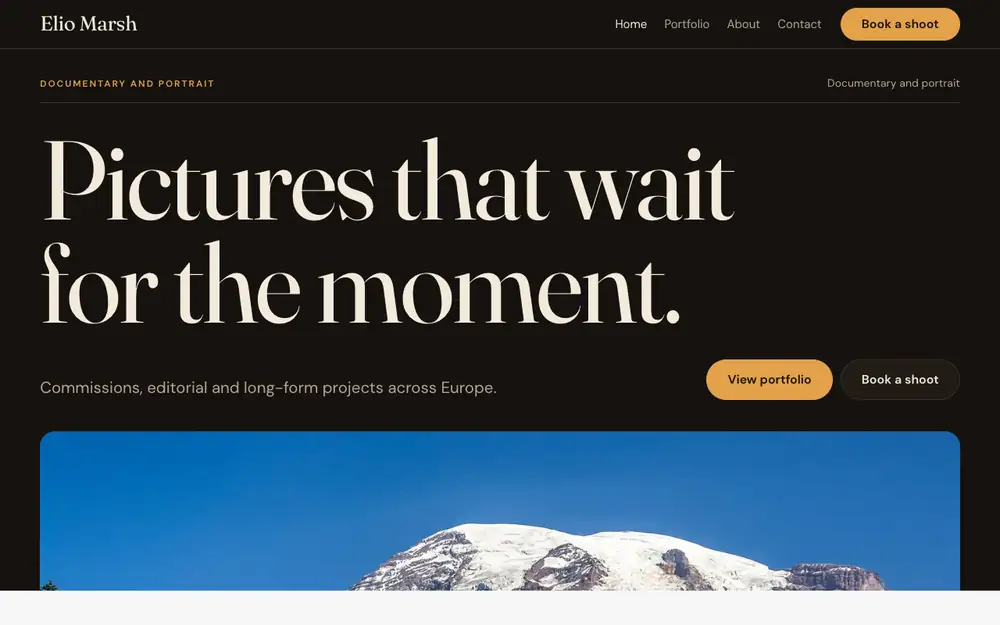 Elio Marsh
Home
Portfolio
About
Contact
Book a shoot
DOCUMENTARY AND PORTRAIT
Documentary and portrait
Pictures that wait
for the moment.
Commissions, editorial and long-form projects across Europe.
View portfolio
Book a shoot